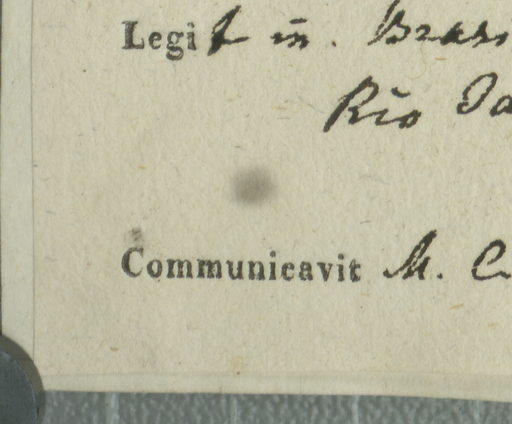 Legit in. Brasi
Rio Ja
Communicavit M. C